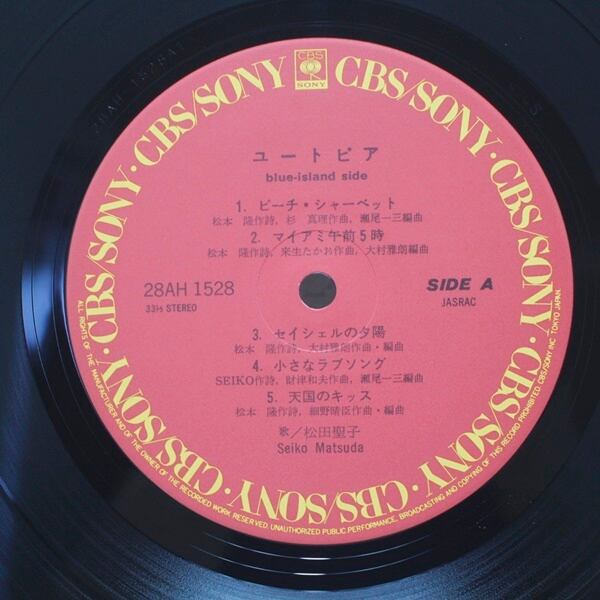 CBS/SONY · CBS/SONY · CBS/SONY · CBS/SONY · CBS/SONY · CBS/SONY · CBS/SONY
CBS
SONY
ユートピア
blue-island side
1. ピーチ・シャーベット
松本　隆作詩, 杉　真理作曲, 瀬尾一三編曲
2. マイアミ午前5時
松本　隆作詩, 来生たかお作曲, 大村雅朗編曲
28AH 1528
33⅓ STEREO
SIDE A
JASRAC
3. セイシェルの夕陽
松本　隆作詩, 大村雅朗作曲・編曲
4. 小さなラブソング
SEIKO作詩, 財津和夫作曲, 瀬尾一三編曲
5. 天国のキッス
松本　隆作詩, 細野晴臣作曲・編曲
歌／松田聖子
Seiko Matsuda
ALL RIGHTS OF THE MANUFACTURER AND OF THE OWNER OF THE RECORDED WORK RESERVED. UNAUTHORIZED PUBLIC PERFORMANCE, BROADCASTING AND COPYING OF THIS RECORD PROHIBITED. CBS/SONY INC. TOKYO JAPAN